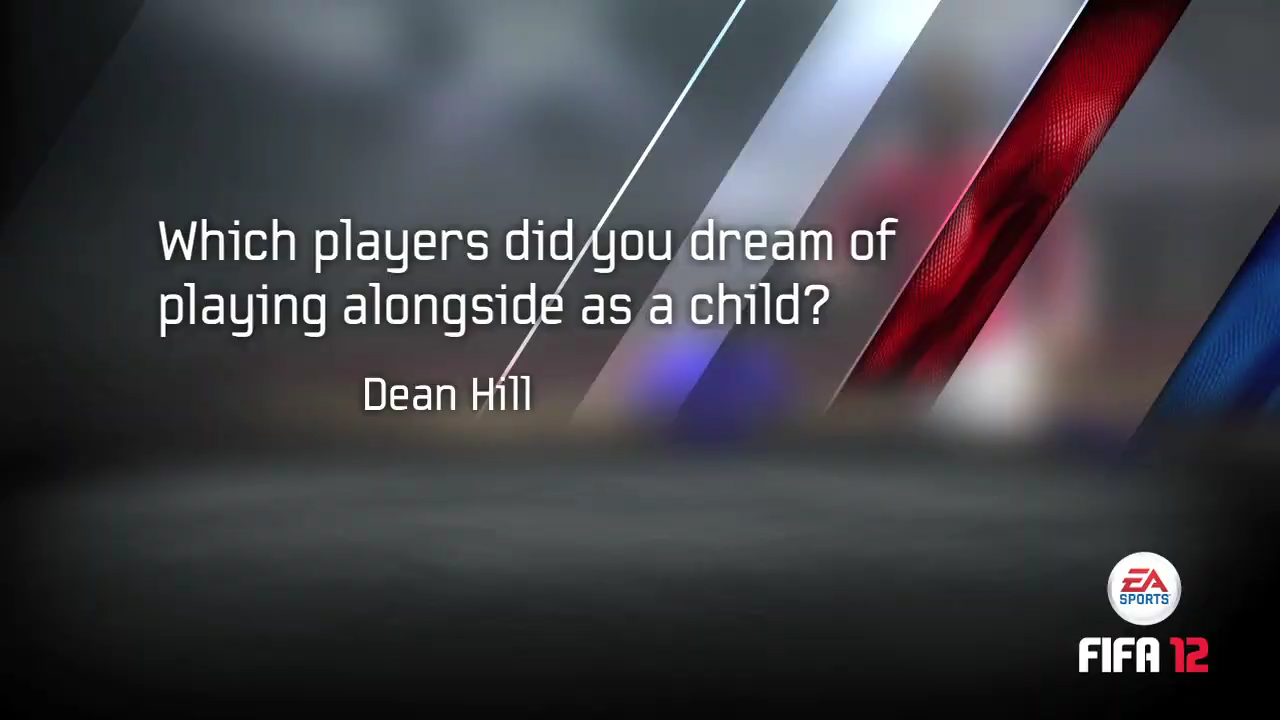 Which players did you dream of
playing alongside as a child?
Dean Hill
EA
SPORTS
FIFA 12